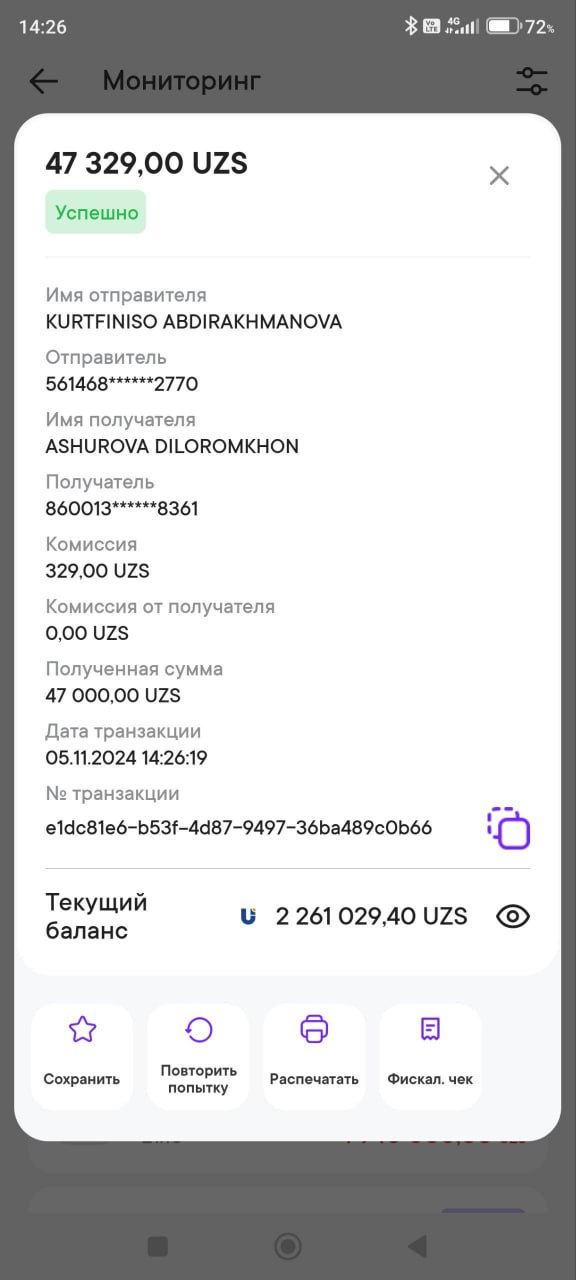 14:26
Vo LTE 4G 72%
Мониторинг
47 329,00 UZS
Успешно
Имя отправителя
KURTFINISO ABDIRAKHMANOVA
Отправитель
561468******2770
Имя получателя
ASHUROVA DILOROMKHON
Получатель
860013******8361
Комиссия
329,00 UZS
Комиссия от получателя
0,00 UZS
Полученная сумма
47 000,00 UZS
Дата транзакции
05.11.2024 14:26:19
№ транзакции
e1dc81e6-b53f-4d87-9497-36ba489c0b66
Текущий
баланс
2 261 029,40 UZS
Сохранить
Повторить
попытку
Распечатать
Фискал. чек